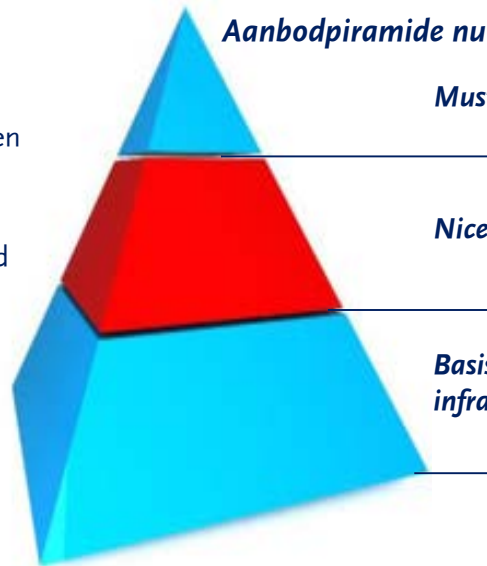 Aanbodpiramide nu
Mus
en
Nice
d
Basis
infra